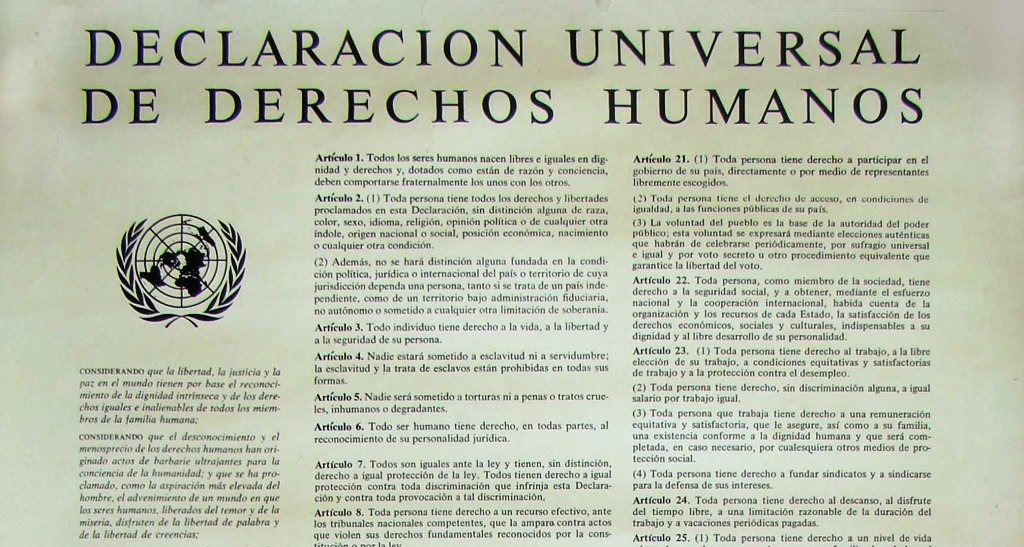 DECLARACION UNIVERSAL
DE DERECHOS HUMANOS
CONSIDERANDO que la libertad, la justicia y la
paz en el mundo tienen por base el reconoci-
miento de la dignidad intrínseca y de los dere-
chos iguales e inalienables de todos los miem-
bros de la familia humana;
CONSIDERANDO que el desconocimiento y el
menosprecio de los derechos humanos han ori-
ginado actos de barbarie ultrajantes para la
conciencia de la humanidad; y que se ha pro-
clamado, como la aspiración más elevada del
hombre, el advenimiento de un mundo en que
los seres humanos, liberados del temor y de la
miseria, disfruten de la libertad de palabra y
de la libertad de creencias;
Artículo 1. Todos los seres humanos nacen libres e iguales en dig-
nidad y derechos y, dotados como están de razón y conciencia,
deben comportarse fraternalmente los unos con los otros.
Artículo 2. (1) Toda persona tiene todos los derechos y libertades
proclamados en esta Declaración, sin distinción alguna de raza,
color, sexo, idioma, religión, opinión política o de cualquier otra
índole, origen nacional o social, posición económica, nacimiento
o cualquier otra condición.
(2) Además, no se hará distinción alguna fundada en la condi-
ción política, jurídica o internacional del país o territorio de cuya
jurisdicción dependa una persona, tanto si se trata de un país inde-
pendiente, como de un territorio bajo administración fiduciaria,
no autónomo o sometido a cualquier otra limitación de soberanía.
Artículo 3. Todo individuo tiene derecho a la vida, a la libertad y
a la seguridad de su persona.
Artículo 4. Nadie estará sometido a esclavitud ni a servidumbre;
la esclavitud y la trata de esclavos están prohibidas en todas sus
formas.
Artículo 5. Nadie será sometido a torturas ni a penas o tratos crue-
les, inhumanos o degradantes.
Artículo 6. Todo ser humano tiene derecho, en todas partes, al
reconocimiento de su personalidad jurídica.
Artículo 7. Todos son iguales ante la ley y tienen, sin distinción,
derecho a igual protección de la ley. Todos tienen derecho a igual
protección contra toda discriminación que infrinja esta Declara-
ción y contra toda provocación a tal discriminación.
Artículo 8. Toda persona tiene derecho a un recurso efectivo, ante
los tribunales nacionales competentes, que la ampare contra actos
que violen sus derechos fundamentales reconocidos por la cons-
titución o por la ley.
Artículo 21. (1) Toda persona tiene derecho a participar en el
gobierno de su país, directamente o por medio de representantes
libremente escogidos.
(2) Toda persona tiene el derecho de acceso, en condiciones de
igualdad, a las funciones públicas de su país.
(3) La voluntad del pueblo es la base de la autoridad del poder
público; esta voluntad se expresará mediante elecciones auténticas
que habrán de celebrarse periódicamente, por sufragio universal
e igual y por voto secreto u otro procedimiento equivalente que
garantice la libertad del voto.
Artículo 22. Toda persona, como miembro de la sociedad, tiene
derecho a la seguridad social, y a obtener, mediante el esfuerzo
nacional y la cooperación internacional, habida cuenta de la
organización y los recursos de cada Estado, la satisfacción de los
derechos económicos, sociales y culturales, indispensables a su
dignidad y al libre desarrollo de su personalidad.
Artículo 23. (1) Toda persona tiene derecho al trabajo, a la libre
elección de su trabajo, a condiciones equitativas y satisfactorias
de trabajo y a la protección contra el desempleo.
(2) Toda persona tiene derecho, sin discriminación alguna, a igual
salario por trabajo igual.
(3) Toda persona que trabaja tiene derecho a una remuneración
equitativa y satisfactoria, que le asegure, así como a su familia,
una existencia conforme a la dignidad humana y que será com-
pletada, en caso necesario, por cualesquiera otros medios de pro-
tección social.
(4) Toda persona tiene derecho a fundar sindicatos y a sindicarse
para la defensa de sus intereses.
Artículo 24. Toda persona tiene derecho al descanso, al disfrute
del tiempo libre, a una limitación razonable de la duración del
trabajo y a vacaciones periódicas pagadas.
Artículo 25. (1) Toda persona tiene derecho a un nivel de vida